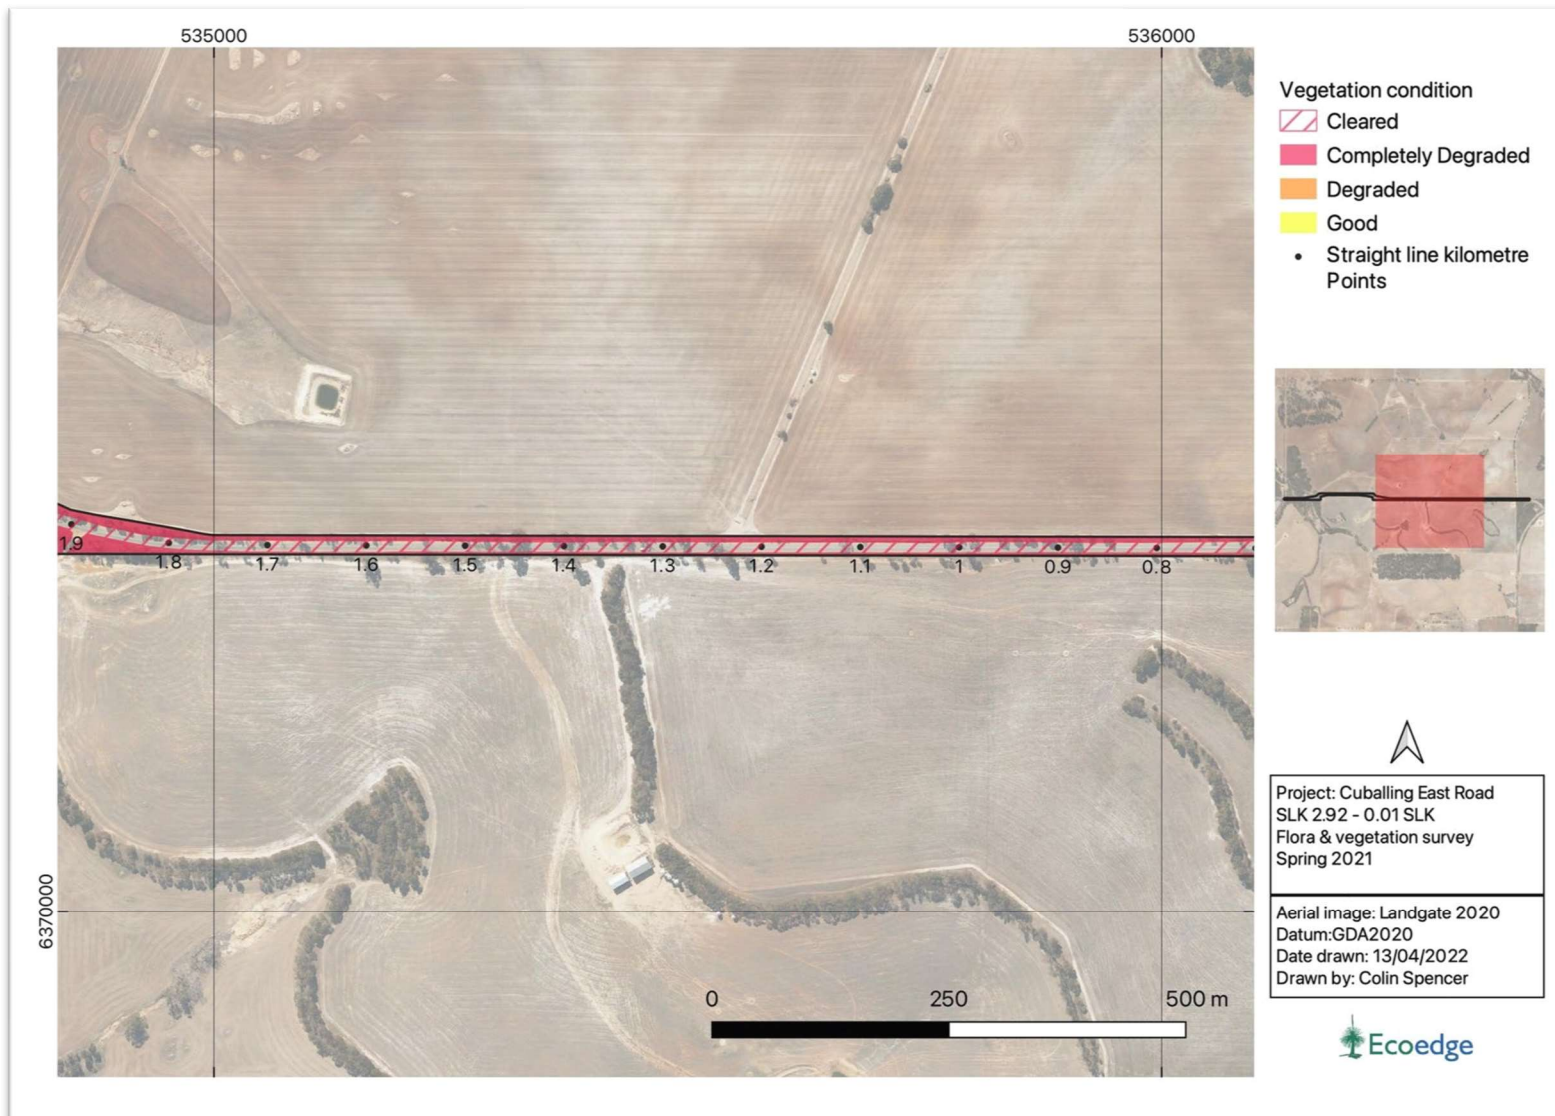 535000
536000
Vegetation condition
Cleared
Completely Degraded
Degraded
Good
Straight line kilometre
Points
1.9
1.8
1.7
1.6
1.5
1.4
1.3
1.2
1.1
1
0.9
0.8
6370000
0
250
500 m
Project: Cuballing East Road
SLK 2.92 - 0.01 SLK
Flora & vegetation survey
Spring 2021
Aerial image: Landgate 2020
Datum:GDA2020
Date drawn: 13/04/2022
Drawn by: Colin Spencer
Ecoedge